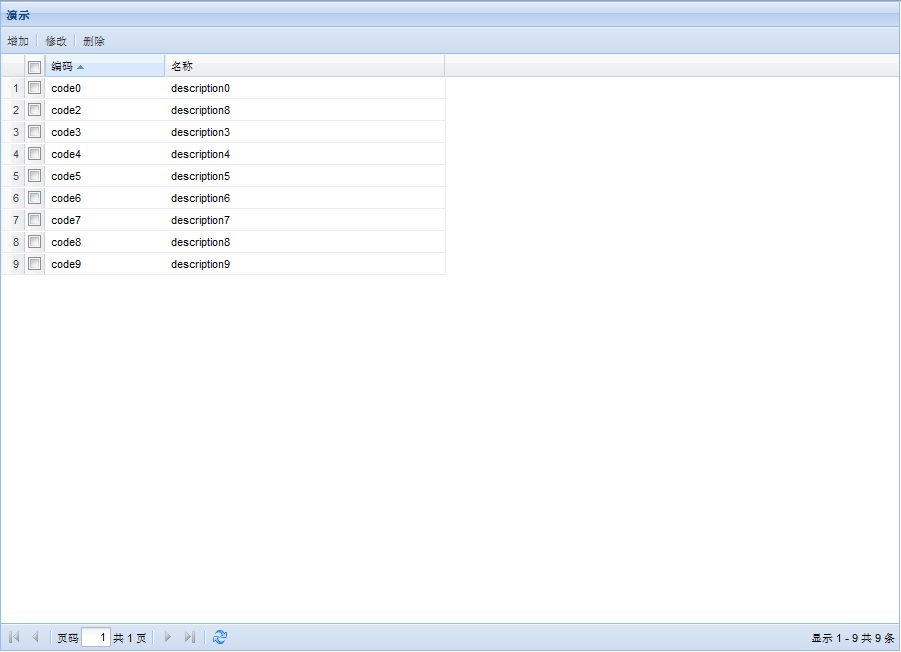 演示
增加 修改 删除
编码 名称
1 code0 description0
2 code2 description8
3 code3 description3
4 code4 description4
5 code5 description5
6 code6 description6
7 code7 description7
8 code8 description8
9 code9 description9
页码 1 共 1 页 显示 1 - 9 共 9 条